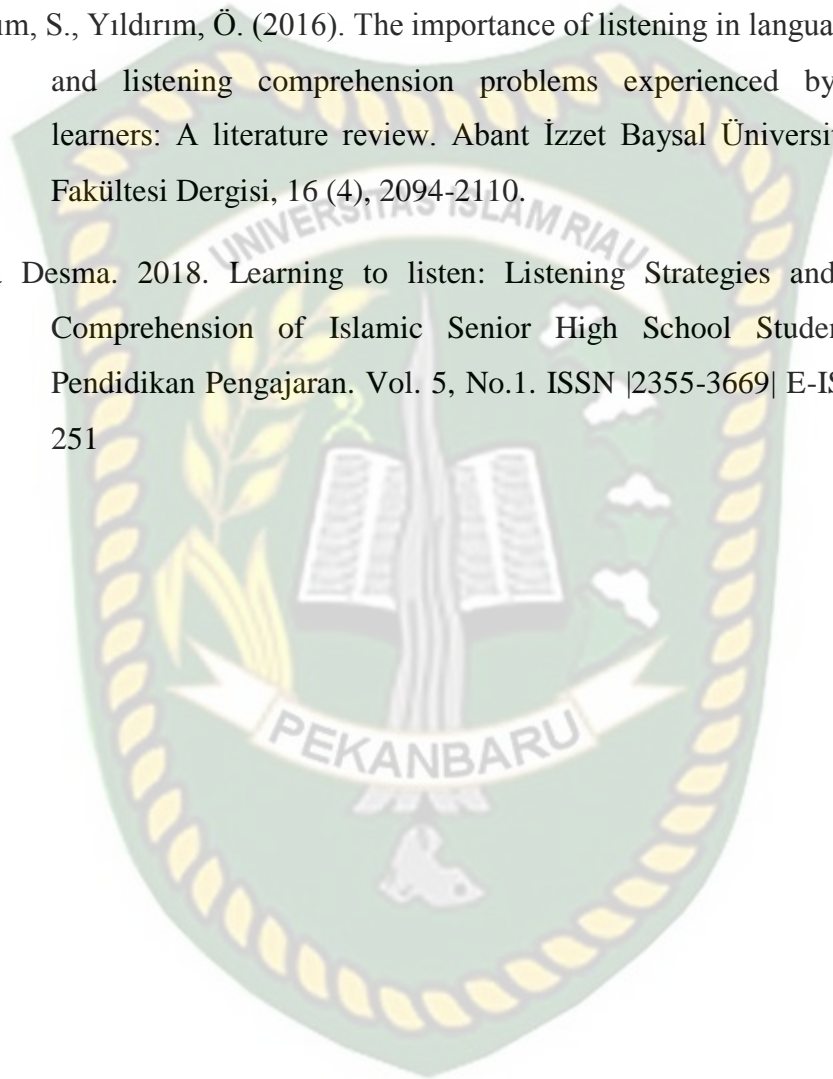 ım, S., Yıldırım, Ö. (2016). The importance of listening in langua
and listening comprehension problems experienced by
learners: A literature review. Abant İzzet Baysal Üniversi
Fakültesi Dergisi, 16 (4), 2094-2110.
UNIVERSITAS ISLAM RIAU
Desma. 2018. Learning to listen: Listening Strategies and
Comprehension of Islamic Senior High School Studen
Pendidikan Pengajaran. Vol. 5, No.1. ISSN |2355-3669| E-IS
251
PEKANBARU